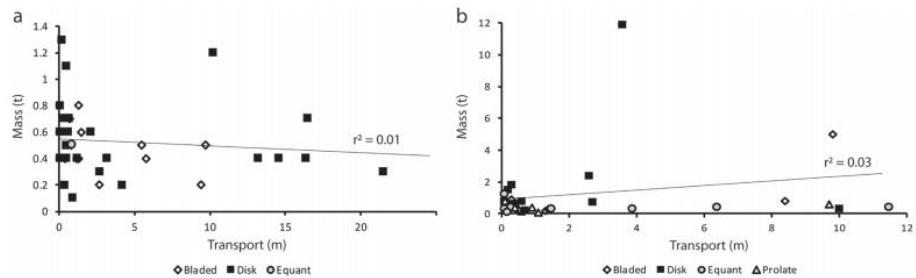 a
1.4
1.2
1
0.8
0.6
0.4
0.2
0
Mass (t)
r² = 0.01
0 5 10 15 20
Transport (m)
Bladed Disk Equant
b
12
10
8
6
4
2
0
Mass (t)
r² = 0.03
0 2 4 6 8 10 12
Transport (m)
Bladed Disk Equant Prolate